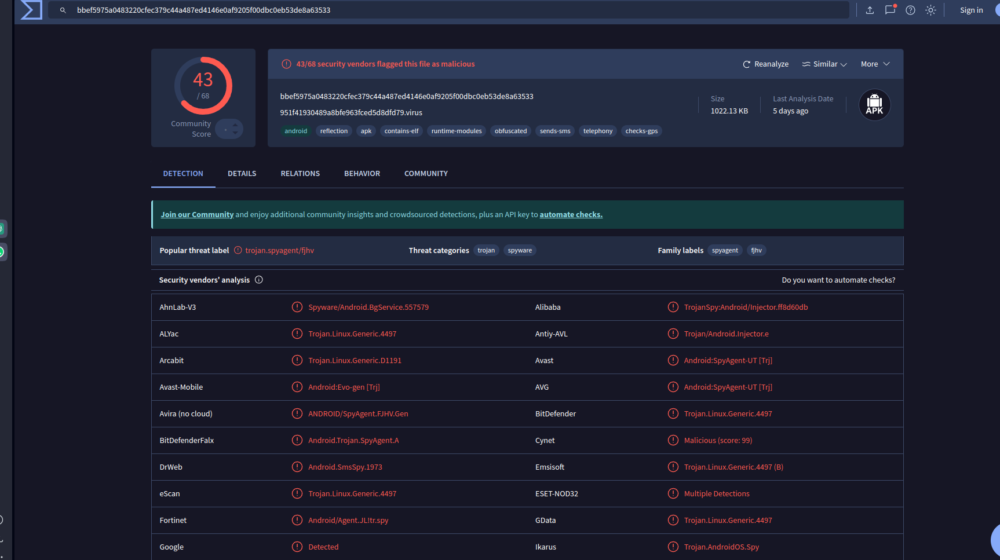 bbef5975a0483220cfec379c44a487ed4146e0af9205f00dbc0eb53de8a63533
Sign in
43
/ 68
Community
Score
43/68 security vendors flagged this file as malicious
Reanalyze
Similar
More
bbef5975a0483220cfec379c44a487ed4146e0af9205f00dbc0eb53de8a63533
951f41930489a8bfe963fced5d8dfd79.virus
Size
1022.13 KB
Last Analysis Date
5 days ago
APK
android
reflection
apk
contains-elf
runtime-modules
obfuscated
sends-sms
telephony
checks-gps
DETECTION
DETAILS
RELATIONS
BEHAVIOR
COMMUNITY
Join our Community and enjoy additional community insights and crowdsourced detections, plus an API key to automate checks.
Popular threat label
trojan.spyagent/fjhv
Threat categories
trojan
spyware
Family labels
spyagent
fjhv
Security vendors' analysis
Do you want to automate checks?
AhnLab-V3
Spyware/Android.BgService.557579
Alibaba
TrojanSpy:Android/Injector.ff8d60db
ALYac
Trojan.Linux.Generic.4497
Antiy-AVL
Trojan/Android.Injector.e
Arcabit
Trojan.Linux.Generic.D1191
Avast
Android:SpyAgent-UT [Trj]
Avast-Mobile
Android:Evo-gen [Trj]
AVG
Android:SpyAgent-UT [Trj]
Avira (no cloud)
ANDROID/SpyAgent.FJHV.Gen
BitDefender
Trojan.Linux.Generic.4497
BitDefenderFalx
Android.Trojan.SpyAgent.A
Cynet
Malicious (score: 99)
DrWeb
Android.SmsSpy.1973
Emsisoft
Trojan.Linux.Generic.4497 (B)
eScan
Trojan.Linux.Generic.4497
ESET-NOD32
Multiple Detections
Fortinet
Android/Agent.JL!tr.spy
GData
Trojan.Linux.Generic.4497
Google
Detected
Ikarus
Trojan.AndroidOS.Spy